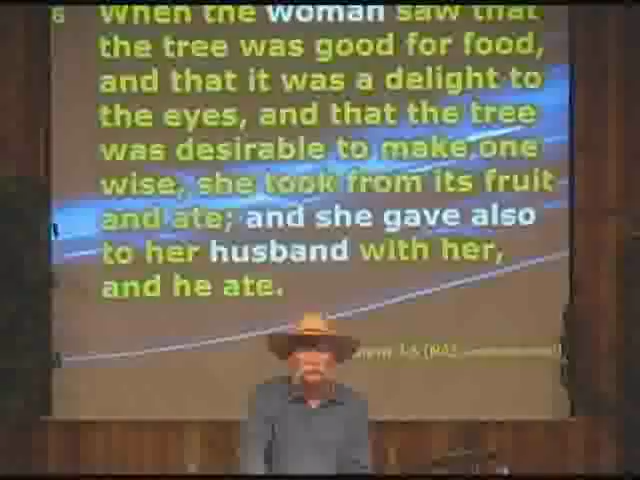 6 When the woman saw that
the tree was good for food,
and that it was a delight to
the eyes, and that the tree
was desirable to make one
wise, she took from its fruit
and ate; and she gave also
to her husband with her,
and he ate.